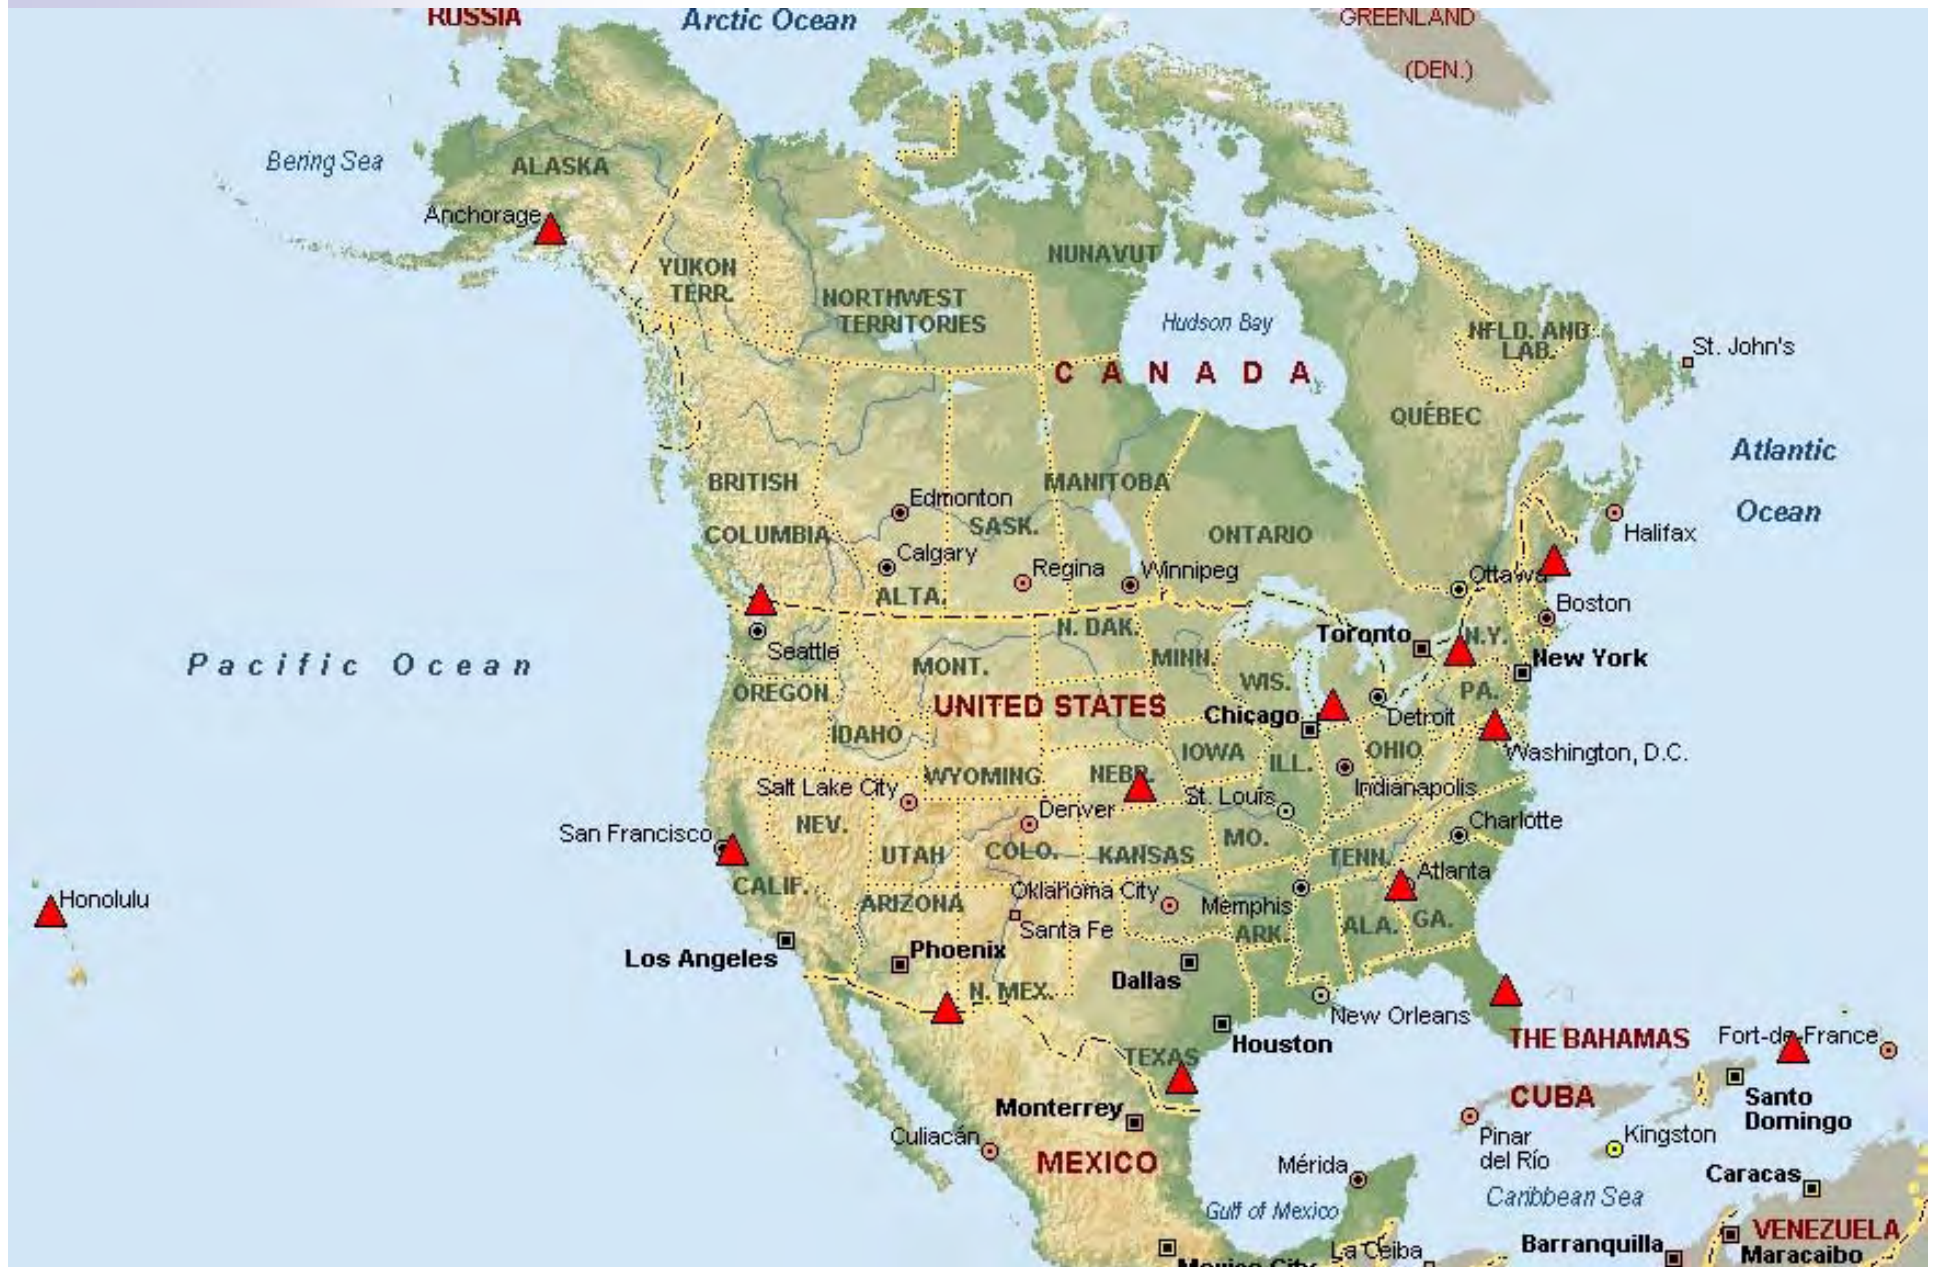 RUSSIA
Arctic Ocean
GREENLAND
(DEN.)
Bering Sea
ALASKA
Anchorage
YUKON
TERR.
NUNAVUT
NORTHWEST
TERRITORIES
Hudson Bay
NFLD. AND
LAB.
St. John's
C A N A D A
QUÉBEC
Atlantic
Ocean
BRITISH
COLUMBIA
Edmonton
SASK.
MANITOBA
ONTARIO
Halifax
Calgary
Regina
Winnipeg
Ottawa
ALTA.
Boston
N. DAK.
Toronto
N.Y.
Seattle
Pacific Ocean
MONT.
MINN.
New York
OREGON
WIS.
PA.
UNITED STATES
Chicago
Detroit
IDAHO
IOWA
ILL.
OHIO
Washington, D.C.
WYOMING
NEBR.
Salt Lake City
St. Louis
Indianapolis
Denver
San Francisco
NEV.
Charlotte
UTAH
COLO.
KANSAS
MO.
TENN.
Atlanta
CALIF.
Honolulu
ARIZONA
Oklahoma City
Memphis
Santa Fe
ARK.
ALA.
GA.
Los Angeles
Phoenix
Dallas
N. MEX.
New Orleans
Houston
THE BAHAMAS
Fort-de-France
TEXAS
CUBA
Santo
Domingo
Monterrey
Culiacán
Pinar
del Río
Kingston
MEXICO
Mérida
Caracas
Gulf of Mexico
Caribbean Sea
La Ceiba
Barranquilla
VENEZUELA
Maracaibo
Mexico City